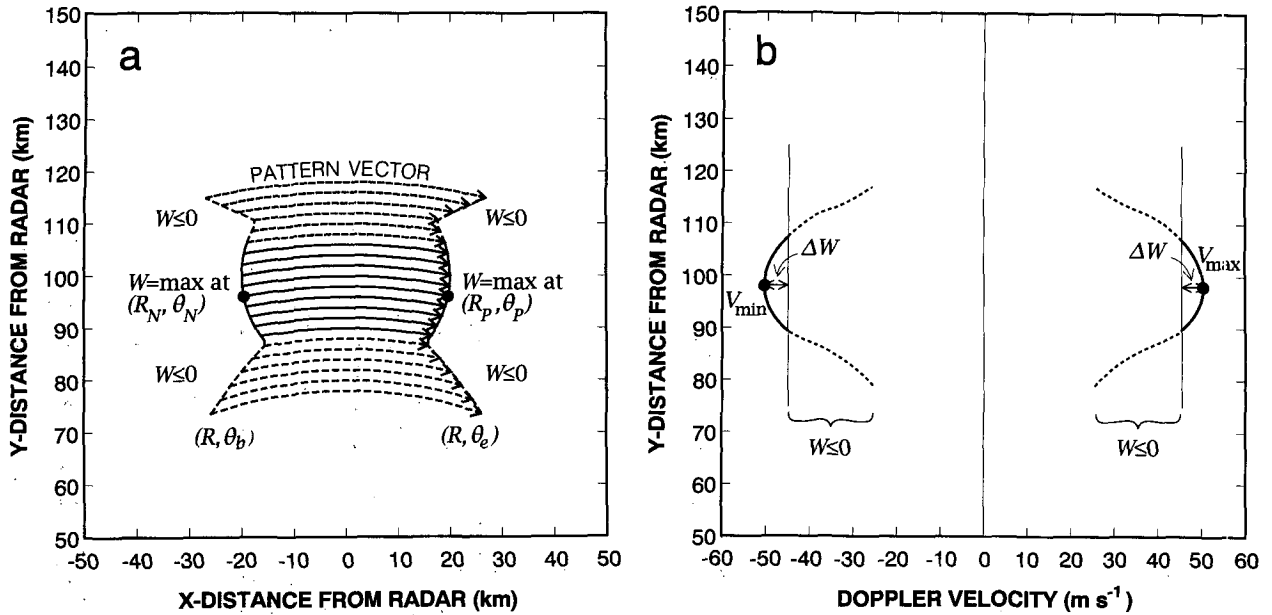 a
150
140
130
120
110
100
90
80
70
60
50
Y-DISTANCE FROM RADAR (km)
PATTERN VECTOR
W≤0
W≤0
W=max at
(R_N, θ_N)
W=max at
(R_P, θ_P)
W≤0
W≤0
(R, θ_b)
(R, θ_e)
-50 -40 -30 -20 -10 0 10 20 30 40 50
X-DISTANCE FROM RADAR (km)
b
150
140
130
120
110
100
90
80
70
60
50
Y-DISTANCE FROM RADAR (km)
ΔW
V_min
ΔW
V_max
W≤0
W≤0
-60 -50 -40 -30 -20 -10 0 10 20 30 40 50 60
DOPPLER VELOCITY (m s⁻¹)